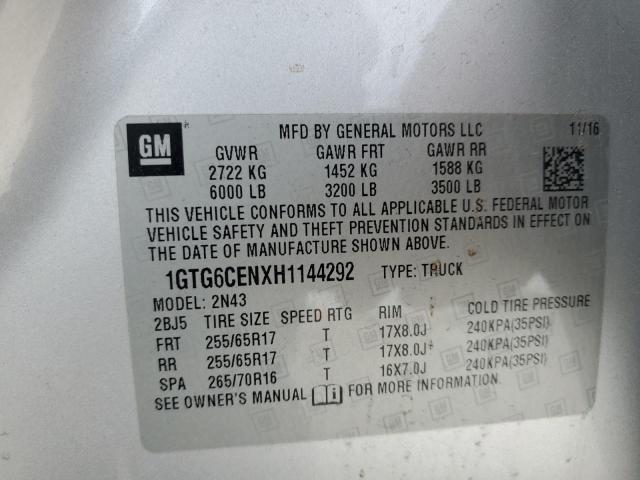 GM
MFD BY GENERAL MOTORS LLC 11/16
GVWR GAWR FRT GAWR RR
2722 KG 1452 KG 1588 KG
6000 LB 3200 LB 3500 LB
THIS VEHICLE CONFORMS TO ALL APPLICABLE U.S. FEDERAL MOTOR
VEHICLE SAFETY AND THEFT PREVENTION STANDARDS IN EFFECT ON
THE DATE OF MANUFACTURE SHOWN ABOVE.
1GTG6CENXH1144292 TYPE: TRUCK
MODEL: 2N43
2BJ5 TIRE SIZE SPEED RTG RIM COLD TIRE PRESSURE
FRT 255/65R17 T 17X8.0J 240KPA(35PSI)
RR 255/65R17 T 17X8.0J 240KPA(35PSI)
SPA 265/70R16 T 16X7.0J 240KPA(35PSI)
SEE OWNER'S MANUAL FOR MORE INFORMATION.